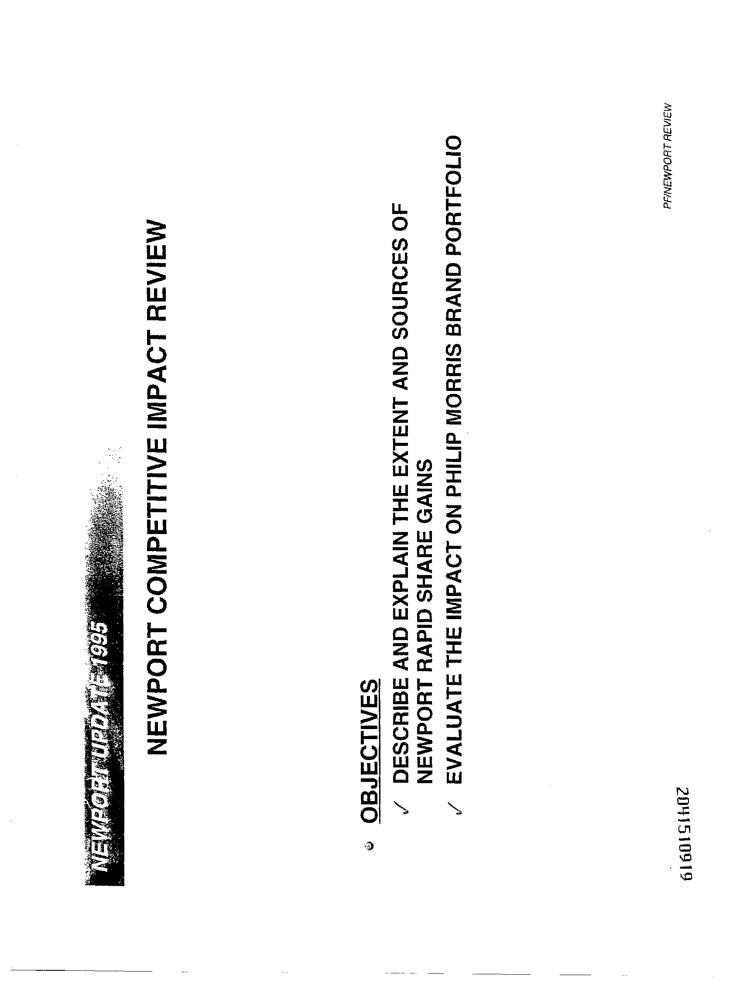 NEWPORT UPDATE 1995
NEWPORT COMPETITIVE IMPACT REVIEW
OBJECTIVES
✓ DESCRIBE AND EXPLAIN THE EXTENT AND SOURCES OF
NEWPORT RAPID SHARE GAINS
✓ EVALUATE THE IMPACT ON PHILIP MORRIS BRAND PORTFOLIO
PF/NEWPORT REVIEW
2041510919